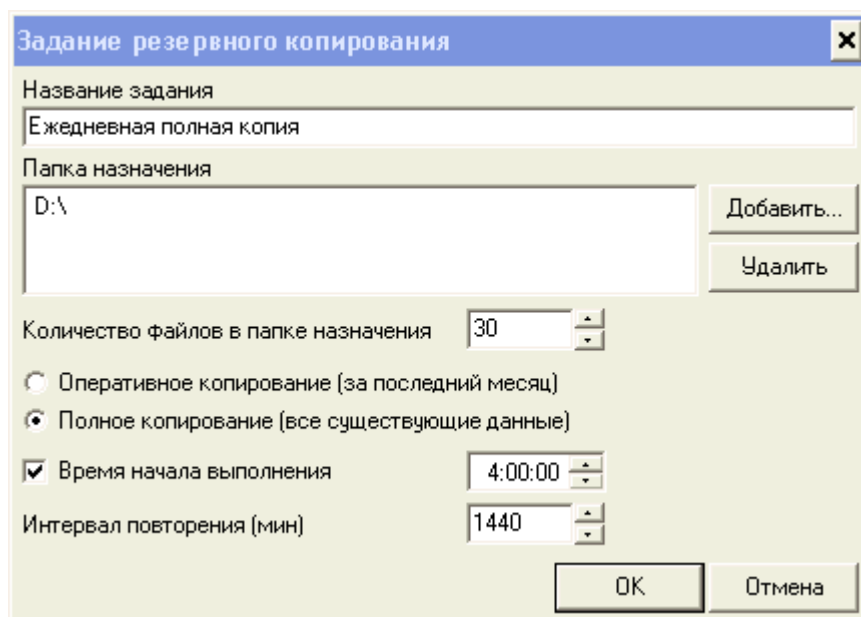 Задание резервного копирования
Название задания
Ежедневная полная копия
Папка назначения
D:\
Добавить...
Удалить
Количество файлов в папке назначения 30
Оперативное копирование (за последний месяц)
Полное копирование (все существующие данные)
Время начала выполнения 4:00:00
Интервал повторения (мин) 1440
OK Отмена